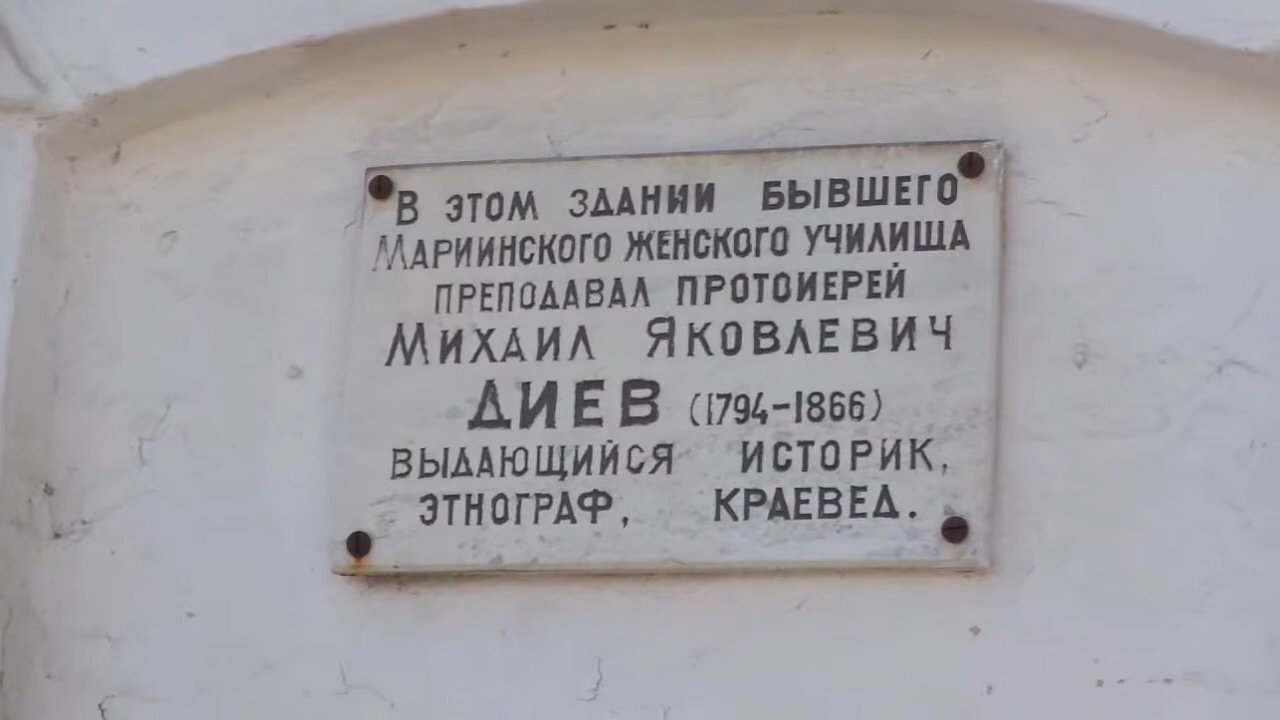 В ЭТОМ ЗДАНИИ БЫВШЕГО
МАРИИНСКОГО ЖЕНСКОГО УЧИЛИЩА
ПРЕПОДАВАЛ ПРОТОИЕРЕЙ
МИХАИЛ ЯКОВЛЕВИЧ
ДИЕВ (1794-1866)
ВЫДАЮЩИЙСЯ ИСТОРИК,
ЭТНОГРАФ, КРАЕВЕД.